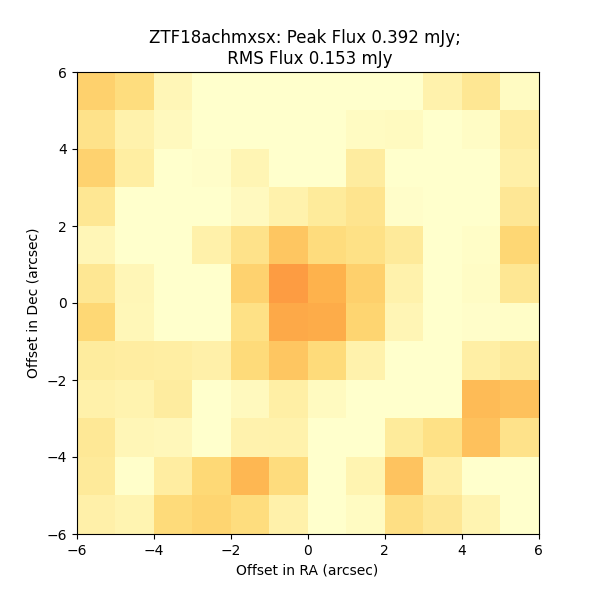 ZTF18achmxsx: Peak Flux 0.392 mJy;
RMS Flux 0.153 mJy
6
4
2
0
−2
−4
−6
Offset in Dec (arcsec)
−6 −4 −2 0 2 4 6
Offset in RA (arcsec)